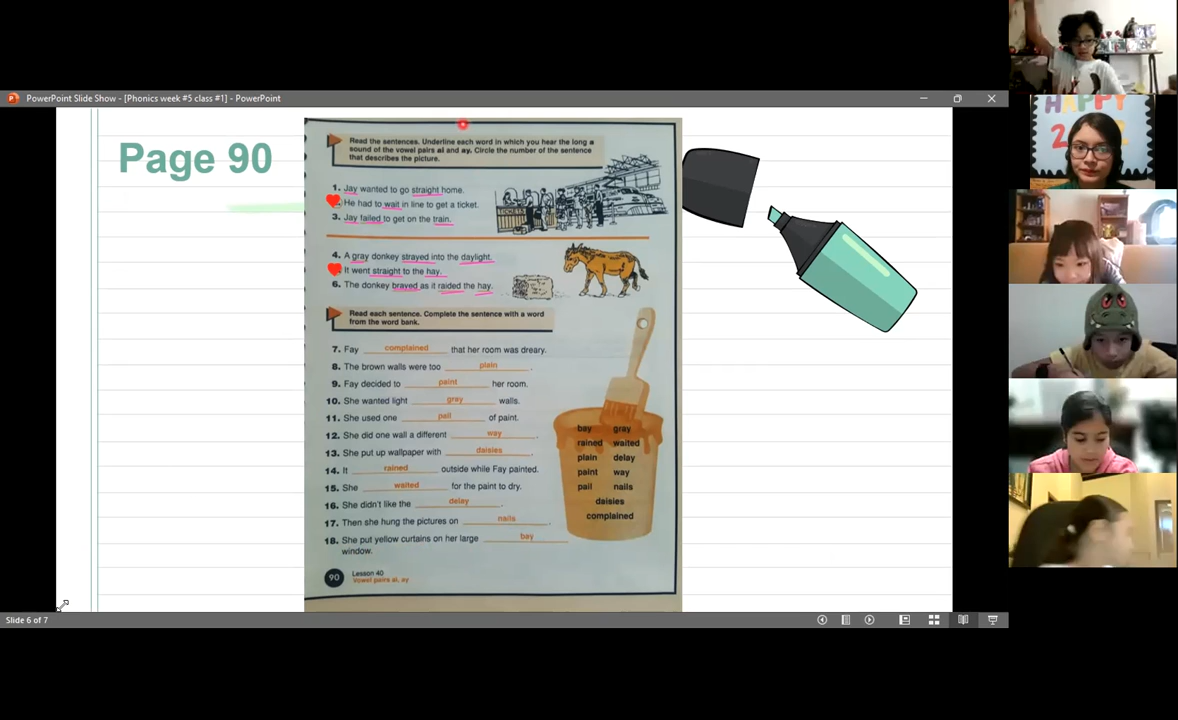 PowerPoint Slide Show - [Phonics week #5 class #1] - PowerPoint
Page 90
Read the sentences. Underline each word in which you hear the long a
sound of the vowel pairs ai and ay. Circle the number of the sentence
that describes the picture.
1. Jay wanted to go straight home.
He had to wait in line to get a ticket.
3. Jay failed to get on the train.
TICKETS
4. A gray donkey strayed into the daylight.
It went straight to the hay.
6. The donkey brayed as it raided the hay.
Read each sentence. Complete the sentence with a word
from the word bank.
7. Fay complained that her room was dreary.
8. The brown walls were too plain.
9. Fay decided to paint her room.
10. She wanted light gray walls.
11. She used one pail of paint.
12. She did one wall a different way.
13. She put up wallpaper with daisies.
14. It rained outside while Fay painted.
15. She waited for the paint to dry.
16. She didn't like the delay.
17. Then she hung the pictures on nails.
18. She put yellow curtains on her large bay
window.
bay gray
rained waited
plain delay
paint way
pail nails
daisies
complained
90 Lesson 40
Vowel pairs ai, ay
Slide 6 of 7
HAPPY